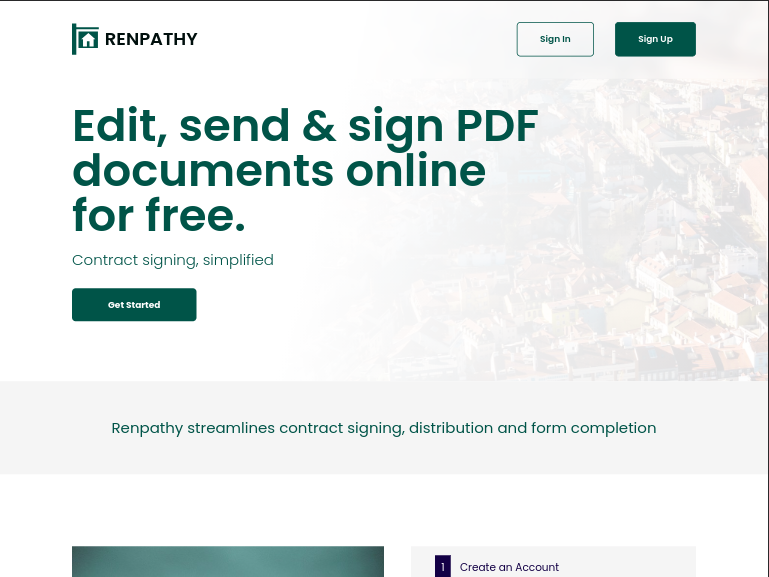 RENPATHY
Sign In
Sign Up
Edit, send & sign PDF
documents online
for free.
Contract signing, simplified
Get Started
Renpathy streamlines contract signing, distribution and form completion
1
Create an Account